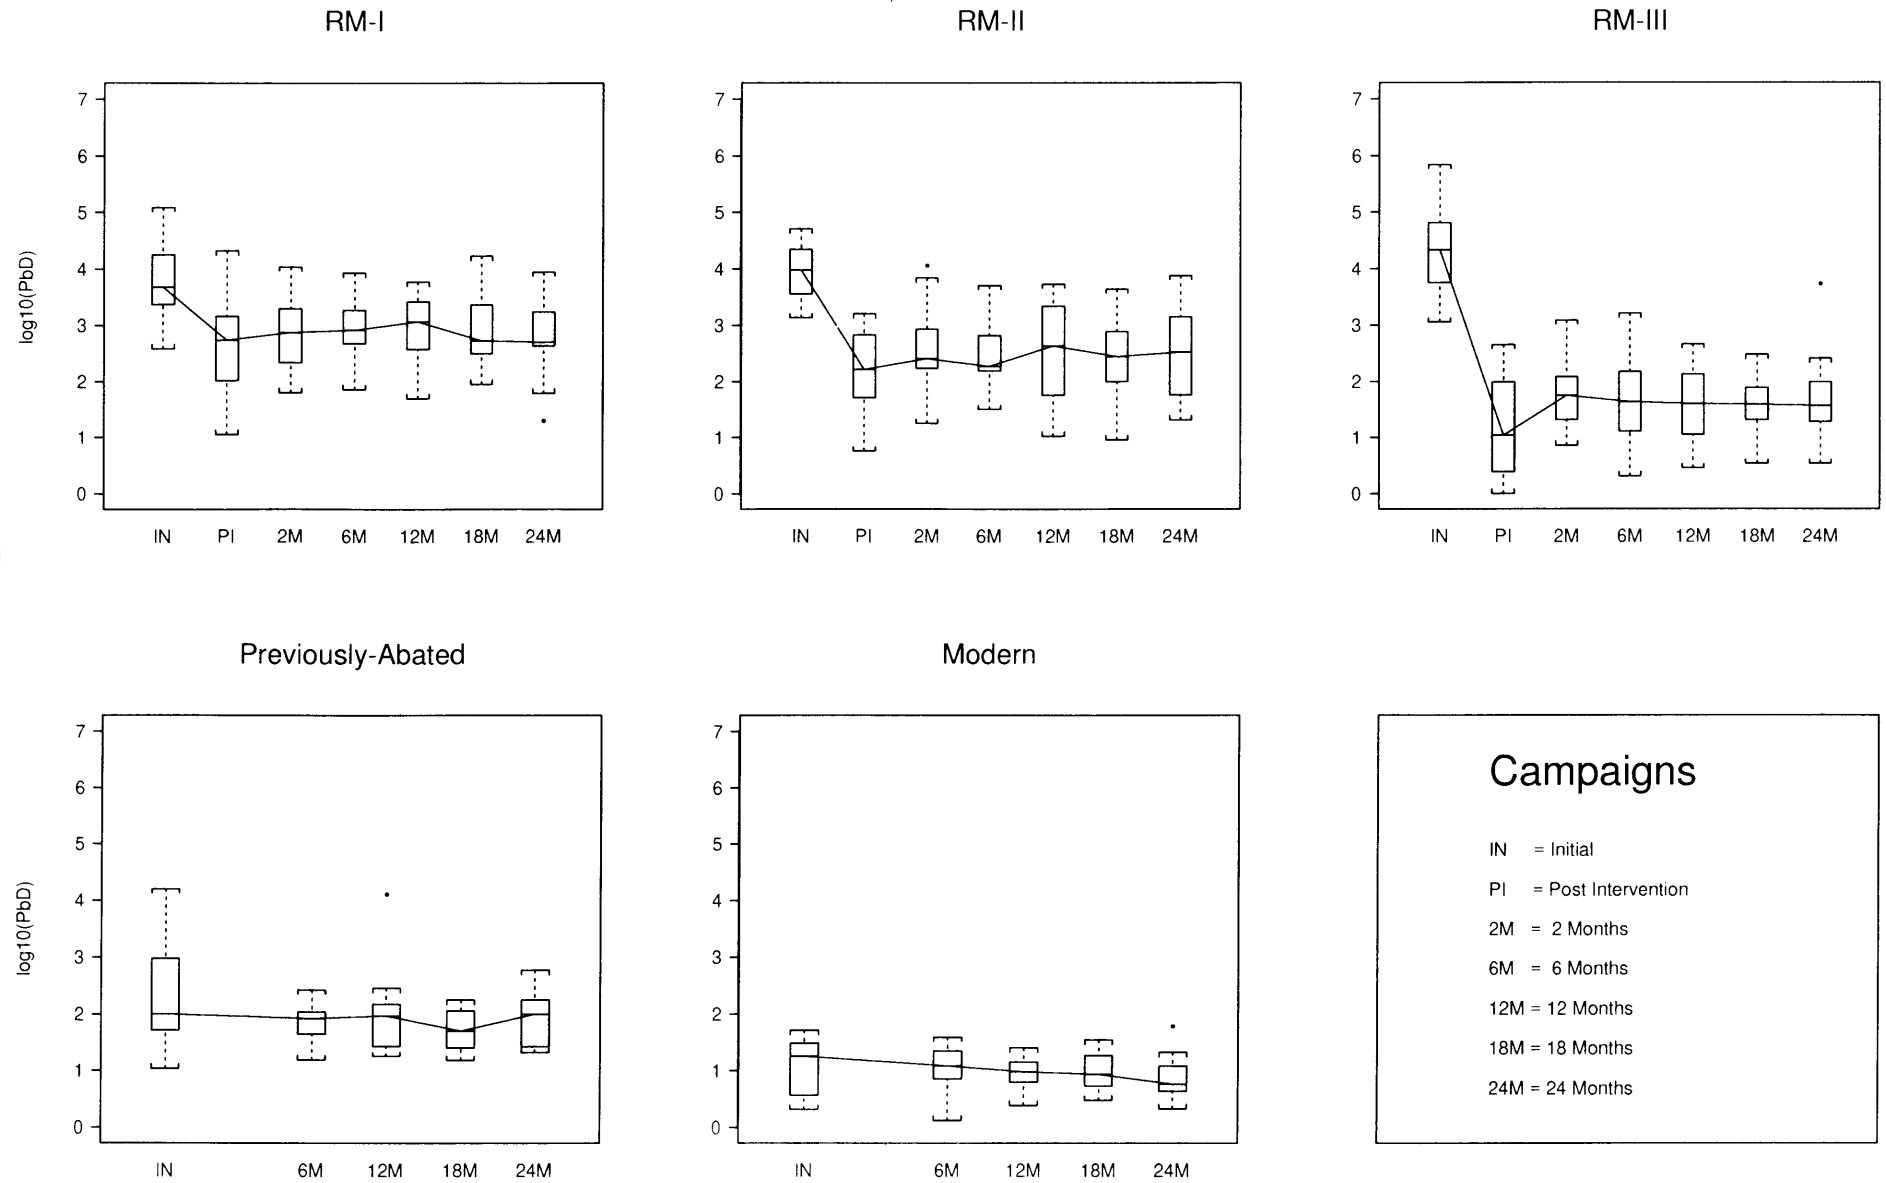 RM-I
RM-II
RM-III
7
6
5
4
3
2
1
0
log10(PbD)
IN PI 2M 6M 12M 18M 24M
7
6
5
4
3
2
1
0
IN PI 2M 6M 12M 18M 24M
7
6
5
4
3
2
1
0
IN PI 2M 6M 12M 18M 24M
Previously-Abated
Modern
7
6
5
4
3
2
1
0
log10(PbD)
IN 6M 12M 18M 24M
7
6
5
4
3
2
1
0
IN 6M 12M 18M 24M
Campaigns
IN = Initial
PI = Post Intervention
2M = 2 Months
6M = 6 Months
12M = 12 Months
18M = 18 Months
24M = 24 Months